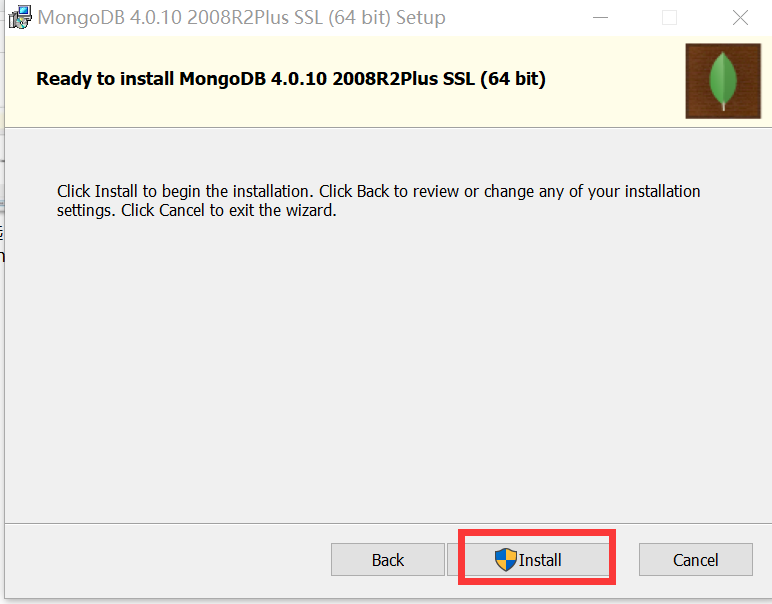 MongoDB 4.0.10 2008R2Plus SSL (64 bit) Setup
Ready to install MongoDB 4.0.10 2008R2Plus SSL (64 bit)
Click Install to begin the installation. Click Back to review or change any of your installation
settings. Click Cancel to exit the wizard.
Back
Install
Cancel